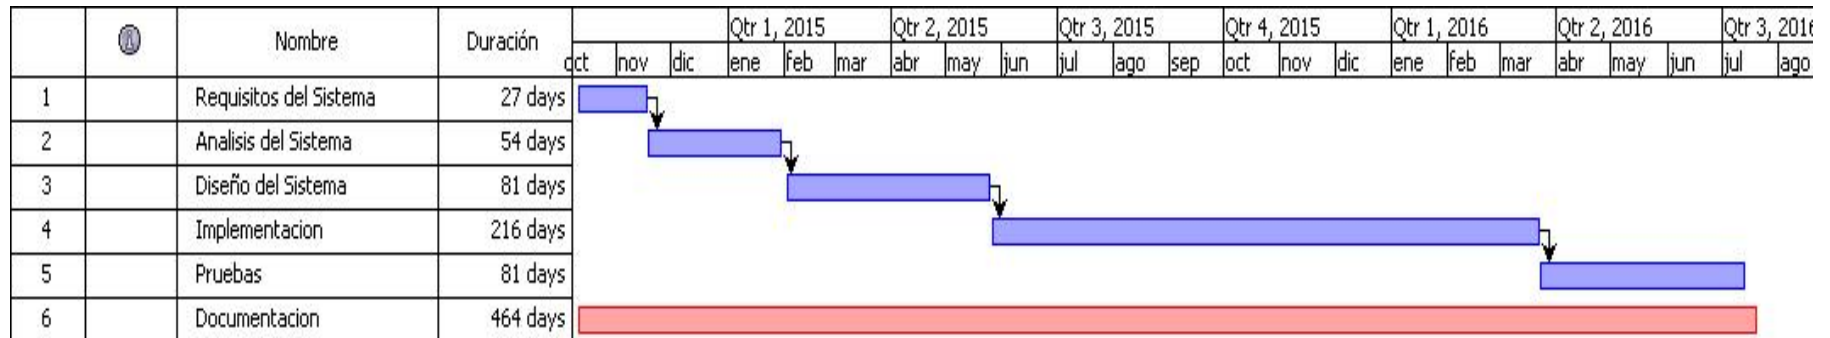 Nombre Duración
Qtr 1, 2015 Qtr 2, 2015 Qtr 3, 2015 Qtr 4, 2015 Qtr 1, 2016 Qtr 2, 2016 Qtr 3, 2016
oct nov dic ene feb mar abr may jun jul ago sep oct nov dic ene feb mar abr may jun jul ago
1 Requisitos del Sistema 27 days
2 Analisis del Sistema 54 days
3 Diseño del Sistema 81 days
4 Implementacion 216 days
5 Pruebas 81 days
6 Documentacion 464 days